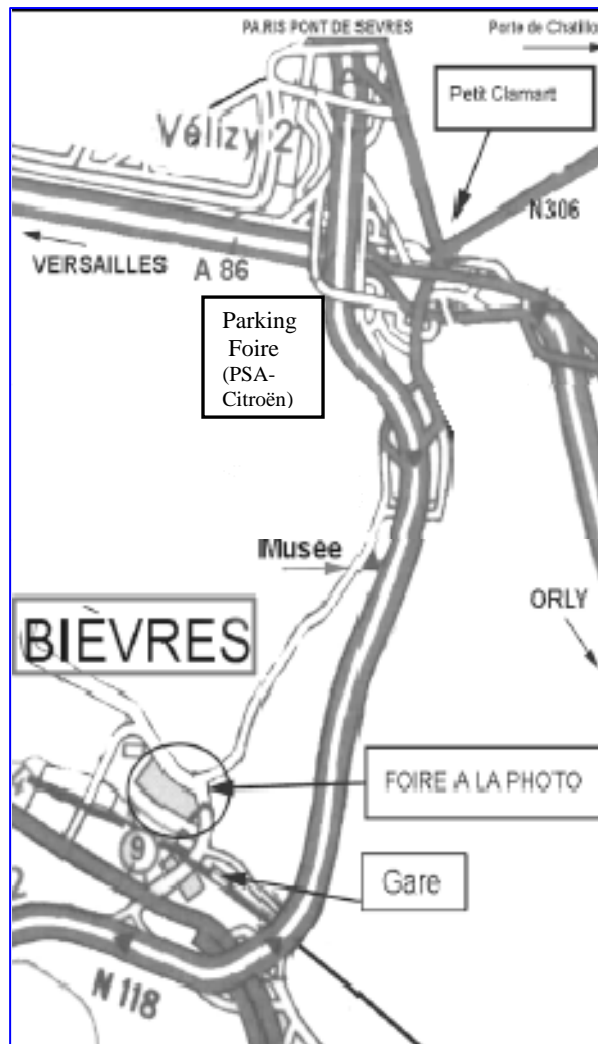 PARIS PONT DE SEVRES
Porte de Chatillo
Petit Clamart
Vélizy 2
N306
VERSAILLES
A 86
Parking
Foire
(PSA-
Citroën)
Musée
ORLY
BIÈVRES
FOIRE A LA PHOTO
9
Gare
2
N 118